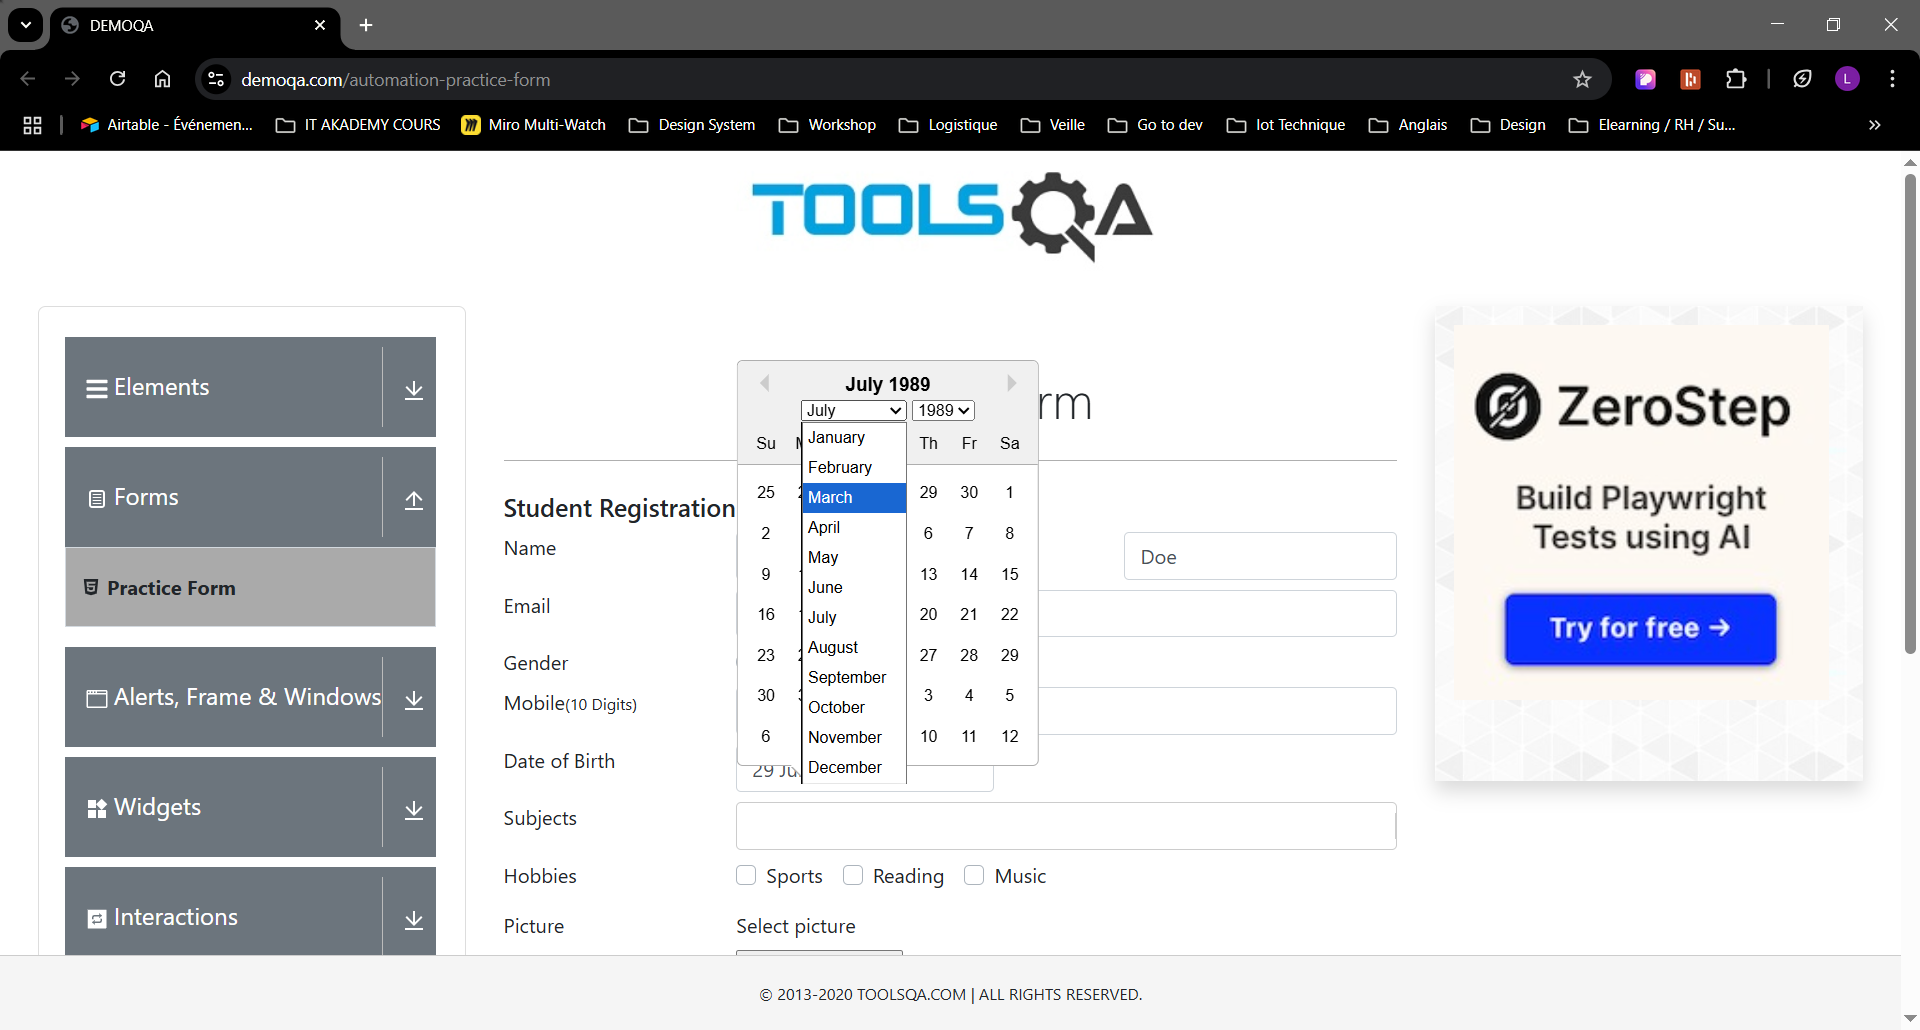 DEMOQA
demoqa.com/automation-practice-form
L
Airtable - Événemen...
IT AKADEMY COURS
Miro Multi-Watch
Design System
Workshop
Logistique
Veille
Go to dev
Iot Technique
Anglais
Design
Elearning / RH / Su...
TOOLSQA
Elements
Forms
Practice Form
Alerts, Frame & Windows
Widgets
Interactions
rm
Student Registration
Name
Doe
Email
Gender
Mobile(10 Digits)
Date of Birth
29 Ju
Subjects
Hobbies
Sports
Reading
Music
Picture
Select picture
July 1989
July
1989
Su
Th Fr Sa
25 29 30 1
2 6 7 8
9 13 14 15
16 20 21 22
23 27 28 29
30 3 4 5
6 10 11 12
January
February
March
April
May
June
July
August
September
October
November
December
ZeroStep
Build Playwright
Tests using AI
Try for free →
© 2013-2020 TOOLSQA.COM | ALL RIGHTS RESERVED.